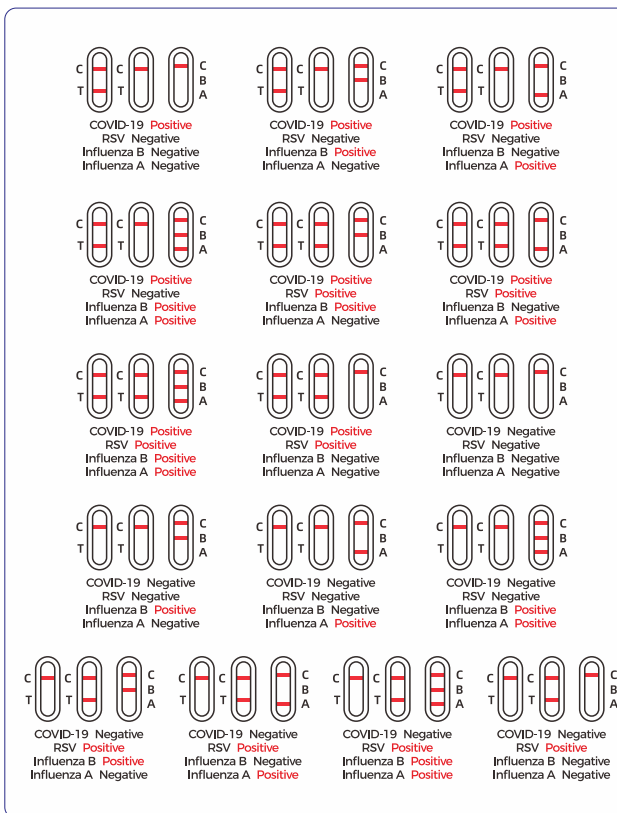 C C C
T T B
A
COVID-19 Positive
RSV Negative
Influenza B Negative
Influenza A Negative
C C C
T T B
A
COVID-19 Positive
RSV Negative
Influenza B Positive
Influenza A Negative
C C C
T T B
A
COVID-19 Positive
RSV Negative
Influenza B Negative
Influenza A Positive
C C C
T T B
A
COVID-19 Positive
RSV Negative
Influenza B Positive
Influenza A Positive
C C C
T T B
A
COVID-19 Positive
RSV Positive
Influenza B Positive
Influenza A Negative
C C C
T T B
A
COVID-19 Positive
RSV Positive
Influenza B Negative
Influenza A Positive
C C C
T T B
A
COVID-19 Positive
RSV Positive
Influenza B Positive
Influenza A Positive
C C C
T T B
A
COVID-19 Positive
RSV Positive
Influenza B Negative
Influenza A Negative
C C C
T T B
A
COVID-19 Negative
RSV Negative
Influenza B Negative
Influenza A Negative
C C C
T T B
A
COVID-19 Negative
RSV Negative
Influenza B Positive
Influenza A Negative
C C C
T T B
A
COVID-19 Negative
RSV Negative
Influenza B Negative
Influenza A Positive
C C C
T T B
A
COVID-19 Negative
RSV Negative
Influenza B Positive
Influenza A Positive
C C C
T T B
A
COVID-19 Negative
RSV Positive
Influenza B Positive
Influenza A Negative
C C C
T T B
A
COVID-19 Negative
RSV Positive
Influenza B Negative
Influenza A Positive
C C C
T T B
A
COVID-19 Negative
RSV Positive
Influenza B Positive
Influenza A Positive
C C C
T T B
A
COVID-19 Negative
RSV Positive
Influenza B Negative
Influenza A Negative